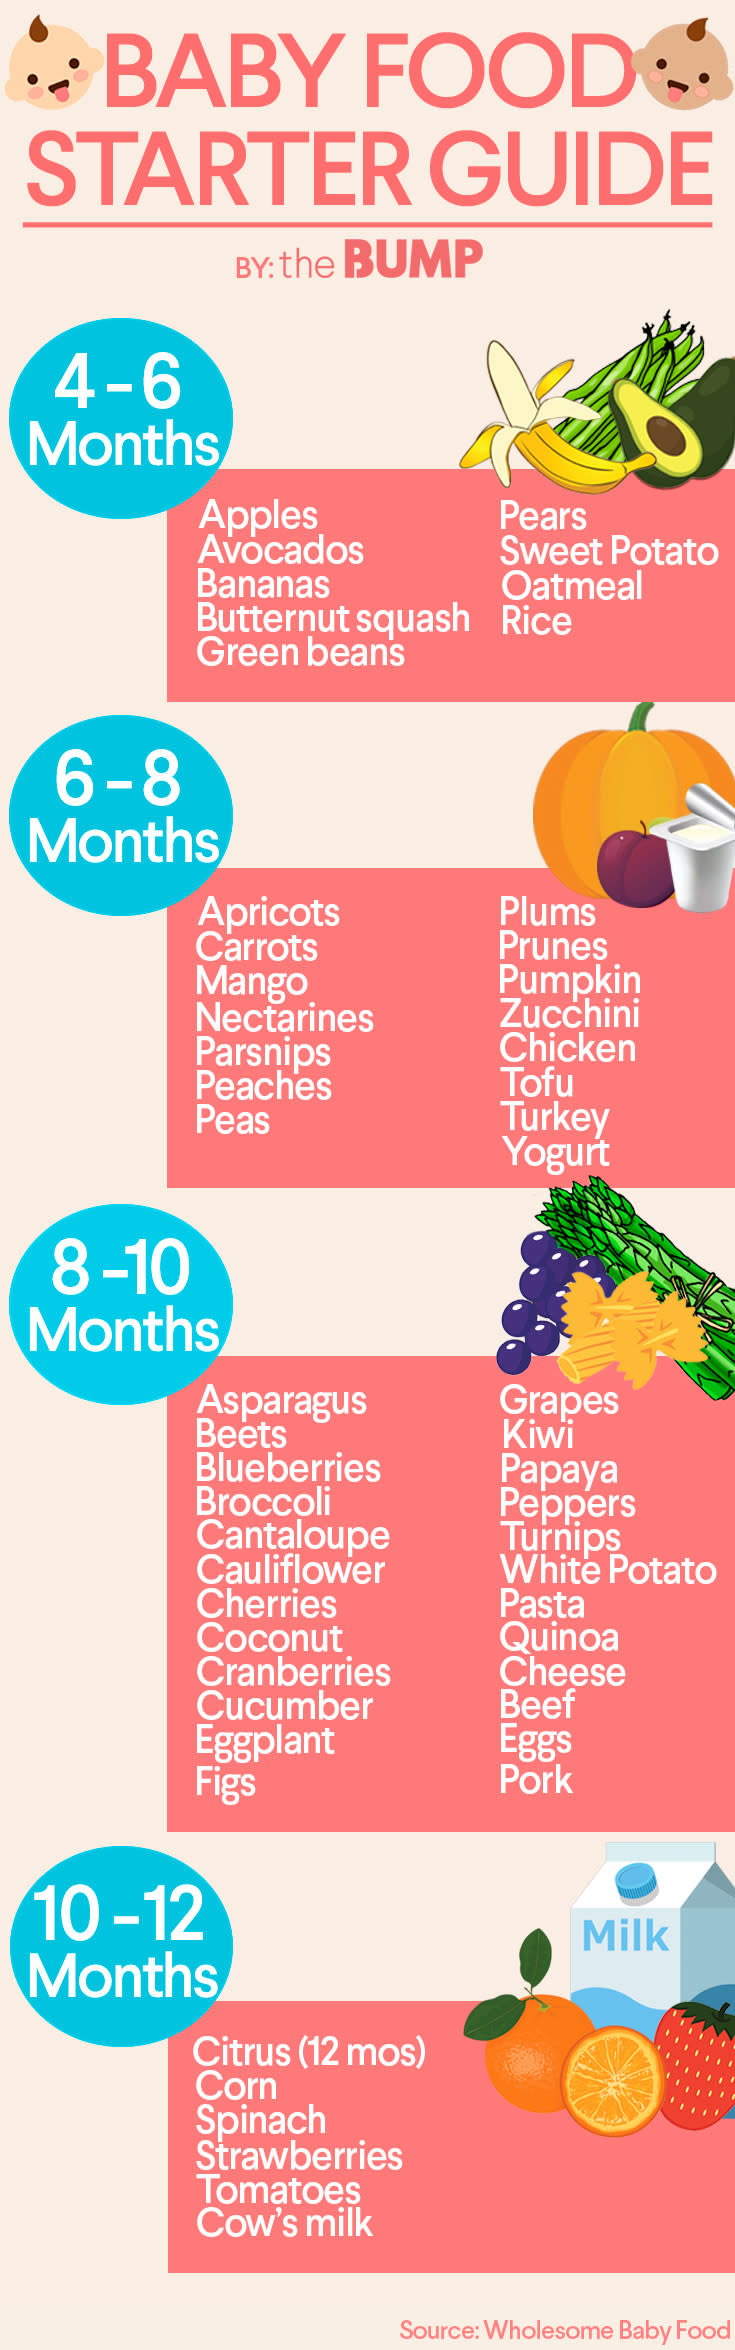 BABY FOOD
STARTER GUIDE
BY: the BUMP
4 - 6
Months
Apples
Avocados
Bananas
Butternut squash
Green beans
Pears
Sweet Potato
Oatmeal
Rice
6 - 8
Months
Apricots
Carrots
Mango
Nectarines
Parsnips
Peaches
Peas
Plums
Prunes
Pumpkin
Zucchini
Chicken
Tofu
Turkey
Yogurt
8 -10
Months
Asparagus
Beets
Blueberries
Broccoli
Cantaloupe
Cauliflower
Cherries
Coconut
Cranberries
Cucumber
Eggplant
Figs
Grapes
Kiwi
Papaya
Peppers
Turnips
White Potato
Pasta
Quinoa
Cheese
Beef
Eggs
Pork
10 -12
Months
Milk
Citrus (12 mos)
Corn
Spinach
Strawberries
Tomatoes
Cow's milk
Source: Wholesome Baby Food